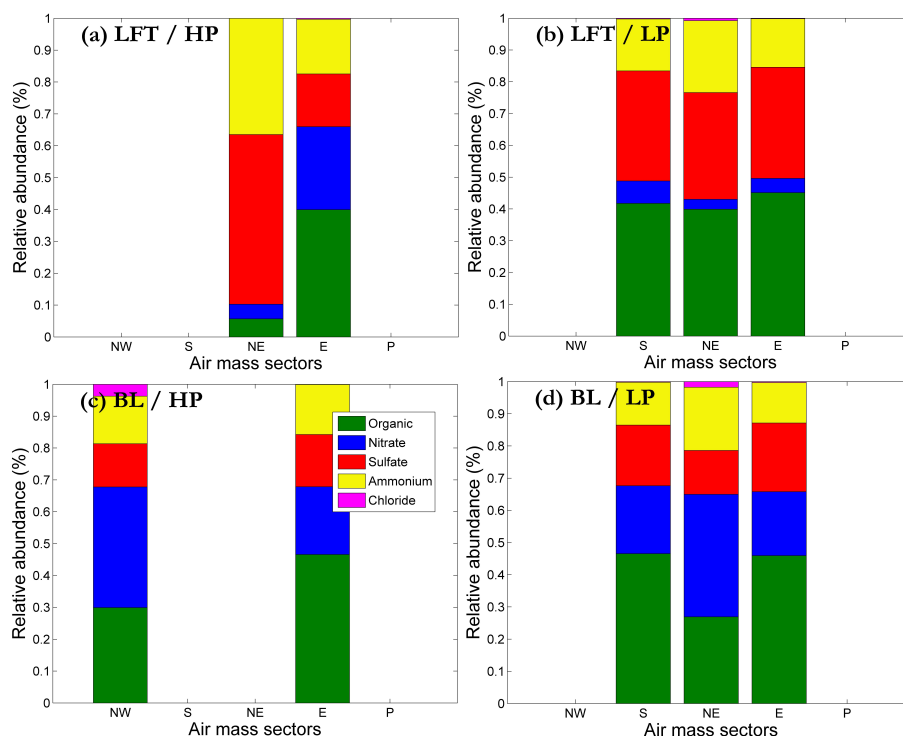 (a) LFT / HP
Relative abundance (%)
1
0.9
0.8
0.7
0.6
0.5
0.4
0.3
0.2
0.1
0
NW S NE E P
Air mass sectors
(b) LFT / LP
Relative abundance (%)
1
0.9
0.8
0.7
0.6
0.5
0.4
0.3
0.2
0.1
0
NW S NE E P
Air mass sectors
(c) BL / HP
Relative abundance (%)
1
0.9
0.8
0.7
0.6
0.5
0.4
0.3
0.2
0.1
0
NW S NE E P
Air mass sectors
Organic
Nitrate
Sulfate
Ammonium
Chloride
(d) BL / LP
Relative abundance (%)
1
0.9
0.8
0.7
0.6
0.5
0.4
0.3
0.2
0.1
0
NW S NE E P
Air mass sectors